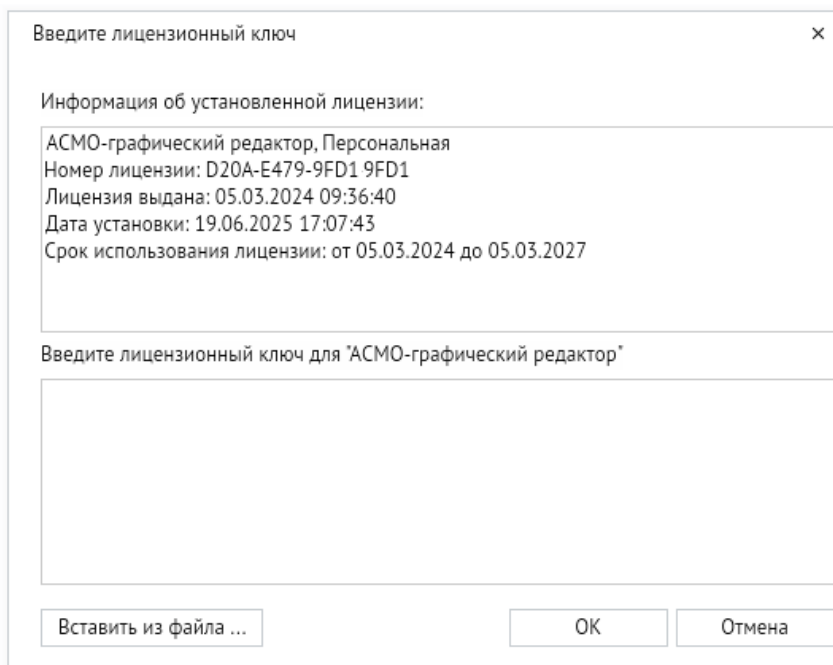 Введите лицензионный ключ ×
Информация об установленной лицензии:
АСМО-графический редактор, Персональная
Номер лицензии: D20A-E479-9FD1 9FD1
Лицензия выдана: 05.03.2024 09:36:40
Дата установки: 19.06.2025 17:07:43
Срок использования лицензии: от 05.03.2024 до 05.03.2027
Введите лицензионный ключ для "АСМО-графический редактор"
Вставить из файла ... OK Отмена